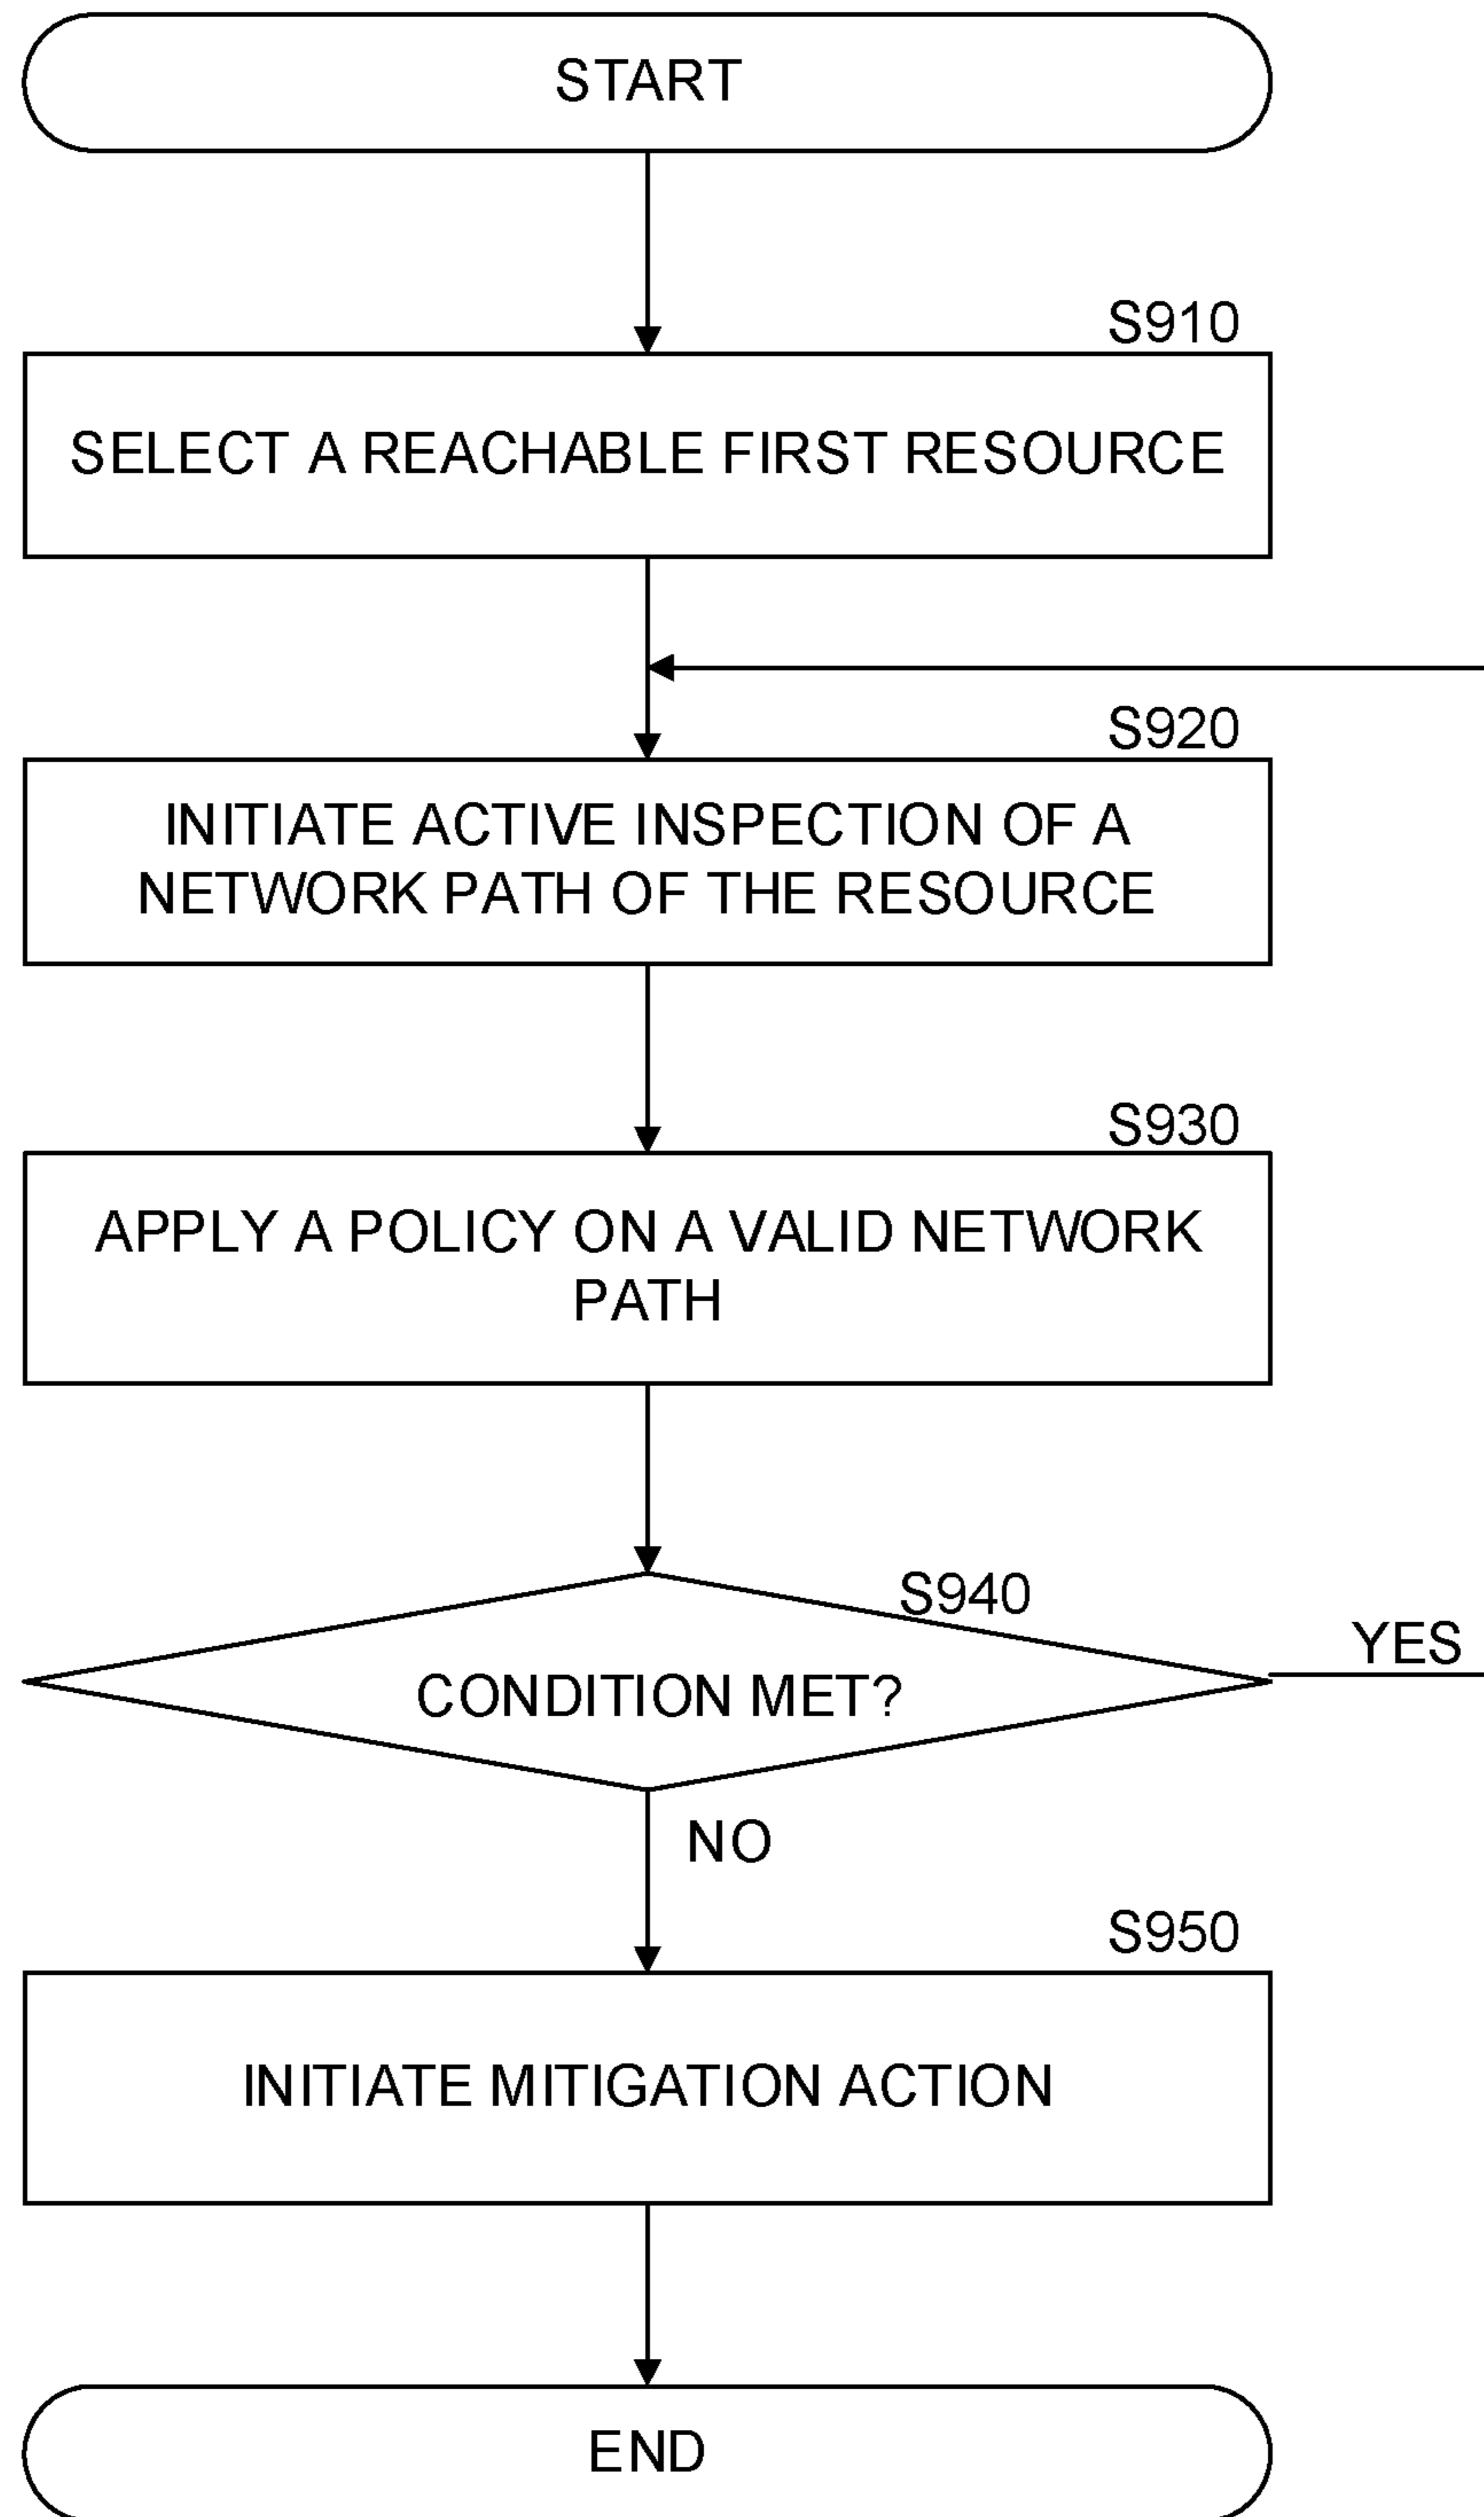 START
S910
SELECT A REACHABLE FIRST RESOURCE
S920
INITIATE ACTIVE INSPECTION OF A
NETWORK PATH OF THE RESOURCE
S930
APPLY A POLICY ON A VALID NETWORK
PATH
S940
YES
CONDITION MET?
NO
S950
INITIATE MITIGATION ACTION
END